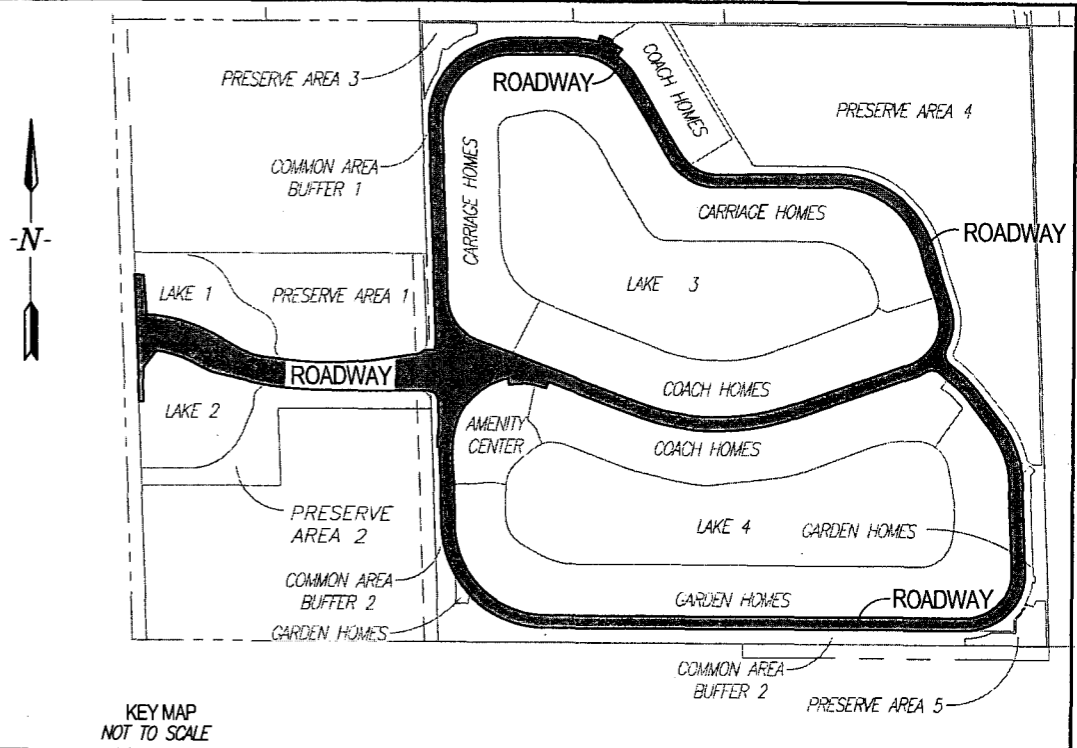 PRESERVE AREA 3
ROADWAY
COACH HOMES
PRESERVE AREA 4
COMMON AREA
BUFFER 1
CARRIAGE HOMES
CARRIAGE HOMES
ROADWAY
-N-
LAKE 1
PRESERVE AREA 1
LAKE 3
ROADWAY
COACH HOMES
LAKE 2
AMENITY
CENTER
COACH HOMES
PRESERVE
AREA 2
LAKE 4
GARDEN HOMES
COMMON AREA
BUFFER 2
GARDEN HOMES
ROADWAY
GARDEN HOMES
COMMON AREA
BUFFER 2
PRESERVE AREA 5
KEY MAP
NOT TO SCALE